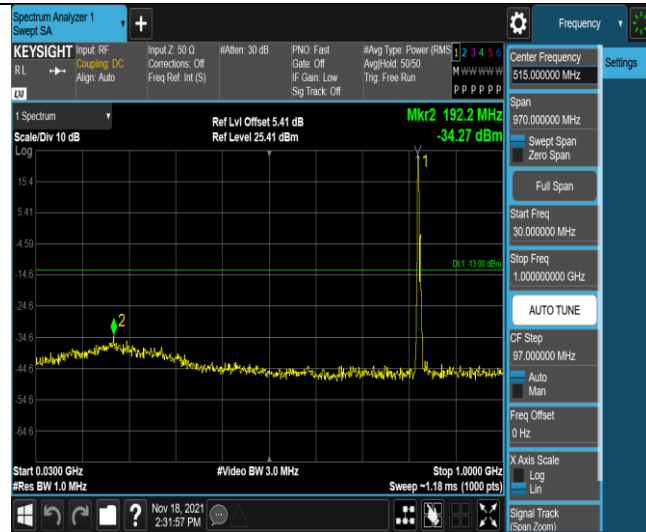 Spectrum Analyzer 1
Swept SA
+
Frequency
KEYSIGHT
RL
LXI
Input: RF
Coupling: DC
Align: Auto
Input Z: 50 Ω
Corrections: Off
Freq Ref: Int (S)
#Atten: 30 dB
PNO: Fast
Gate: Off
IF Gain: Low
Sig Track: Off
#Avg Type: Power (RMS
Avg|Hold: 50/50
Trig: Free Run
1 2 3 4 5 6
M W W W W W
P P P P P P
Settings
Center Frequency
515.000000 MHz
Span
970.000000 MHz
Swept Span
Zero Span
Full Span
Start Freq
30.000000 MHz
Stop Freq
1.00000000 GHz
AUTO TUNE
CF Step
97.000000 MHz
Auto
Man
Freq Offset
0 Hz
X Axis Scale
Log
Lin
Signal Track
(Span Zoom)
1 Spectrum
Scale/Div 10 dB
Log
Ref Lvl Offset 5.41 dB
Ref Level 25.41 dBm
Mkr2 192.2 MHz
-34.27 dBm
15.4
5.41
-4.59
-14.6
-24.6
-34.6
-44.6
-54.6
-64.6
1
DL1 -13.00 dBm
2
Start 0.0300 GHz
#Res BW 1.0 MHz
#Video BW 3.0 MHz
Stop 1.0000 GHz
Sweep ~1.18 ms (1000 pts)
?
Nov 18, 2021
2:31:57 PM